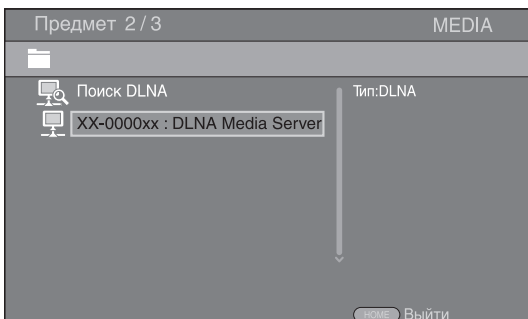 Предмет 2 / 3 MEDIA
Поиск DLNA
Тип:DLNA
XX-0000xx : DLNA Media Server
HOME Выйти